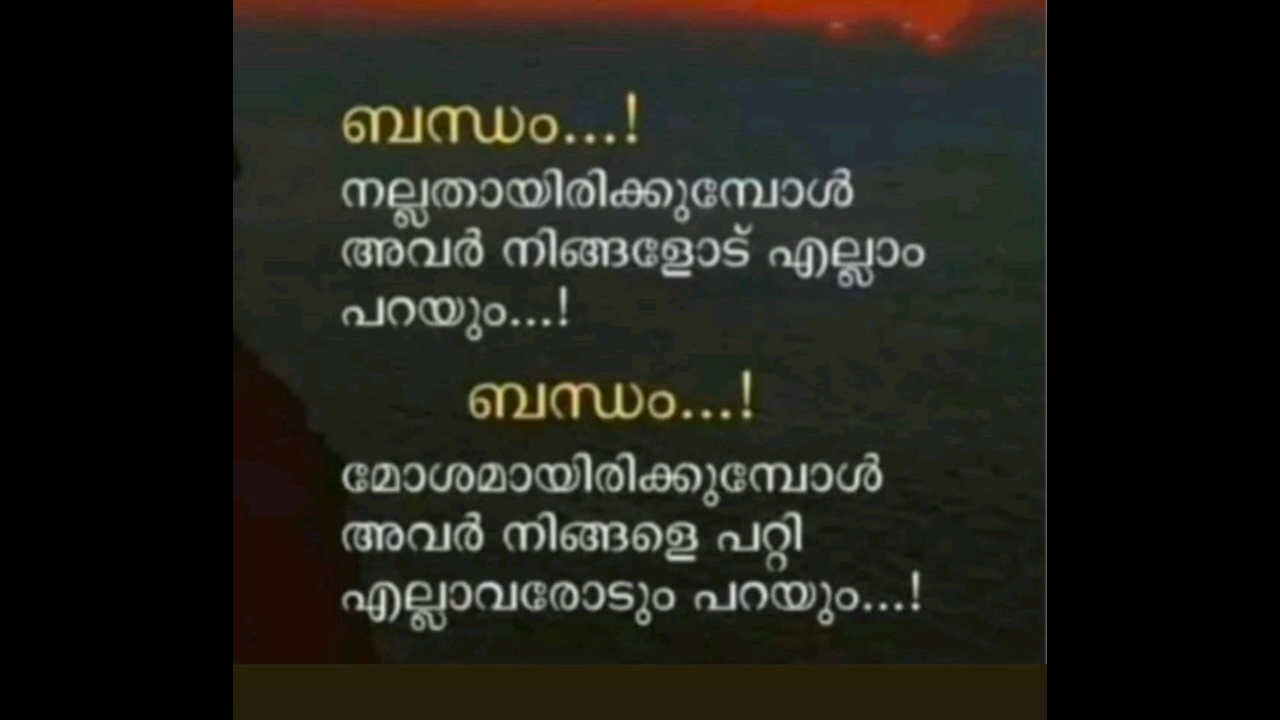 ബന്ധം...!
നല്ലതായിരിക്കുമ്പോൾ
അവർ നിങ്ങളോട് എല്ലാം
പറയും...!
ബന്ധം...!
മോശമായിരിക്കുമ്പോൾ
അവർ നിങ്ങളെ പറ്റി
എല്ലാവരോടും പറയും...!